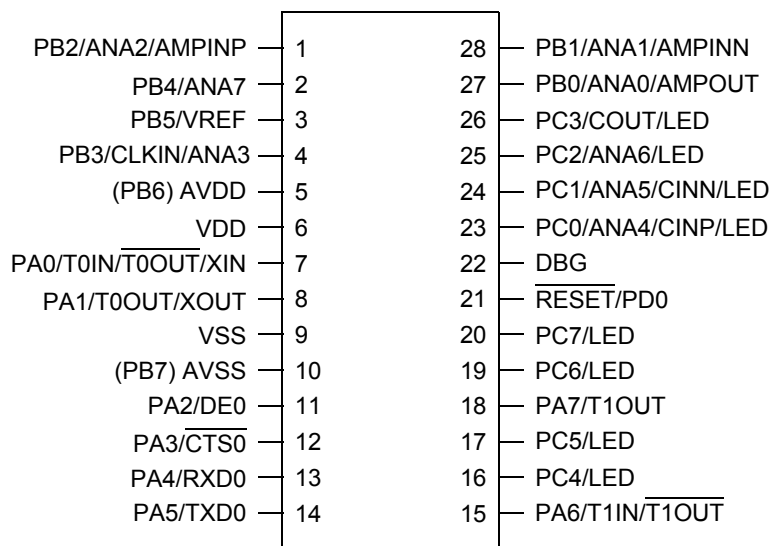 PB2/ANA2/AMPINP 1 28 PB1/ANA1/AMPINN
PB4/ANA7 2 27 PB0/ANA0/AMPOUT
PB5/VREF 3 26 PC3/COUT/LED
PB3/CLKIN/ANA3 4 25 PC2/ANA6/LED
(PB6) AVDD 5 24 PC1/ANA5/CINN/LED
VDD 6 23 PC0/ANA4/CINP/LED
PA0/T0IN/T̅0̅O̅U̅T̅/XIN 7 22 DBG
PA1/T0OUT/XOUT 8 21 R̅E̅S̅E̅T̅/PD0
VSS 9 20 PC7/LED
(PB7) AVSS 10 19 PC6/LED
PA2/DE0 11 18 PA7/T1OUT
PA3/C̅T̅S̅0̅ 12 17 PC5/LED
PA4/RXD0 13 16 PC4/LED
PA5/TXD0 14 15 PA6/T1IN/T̅1̅O̅U̅T̅